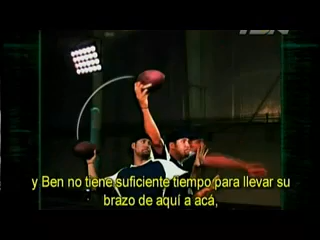 y Ben no tiene suficiente tiempo para llevar su
brazo de aquí a acá,